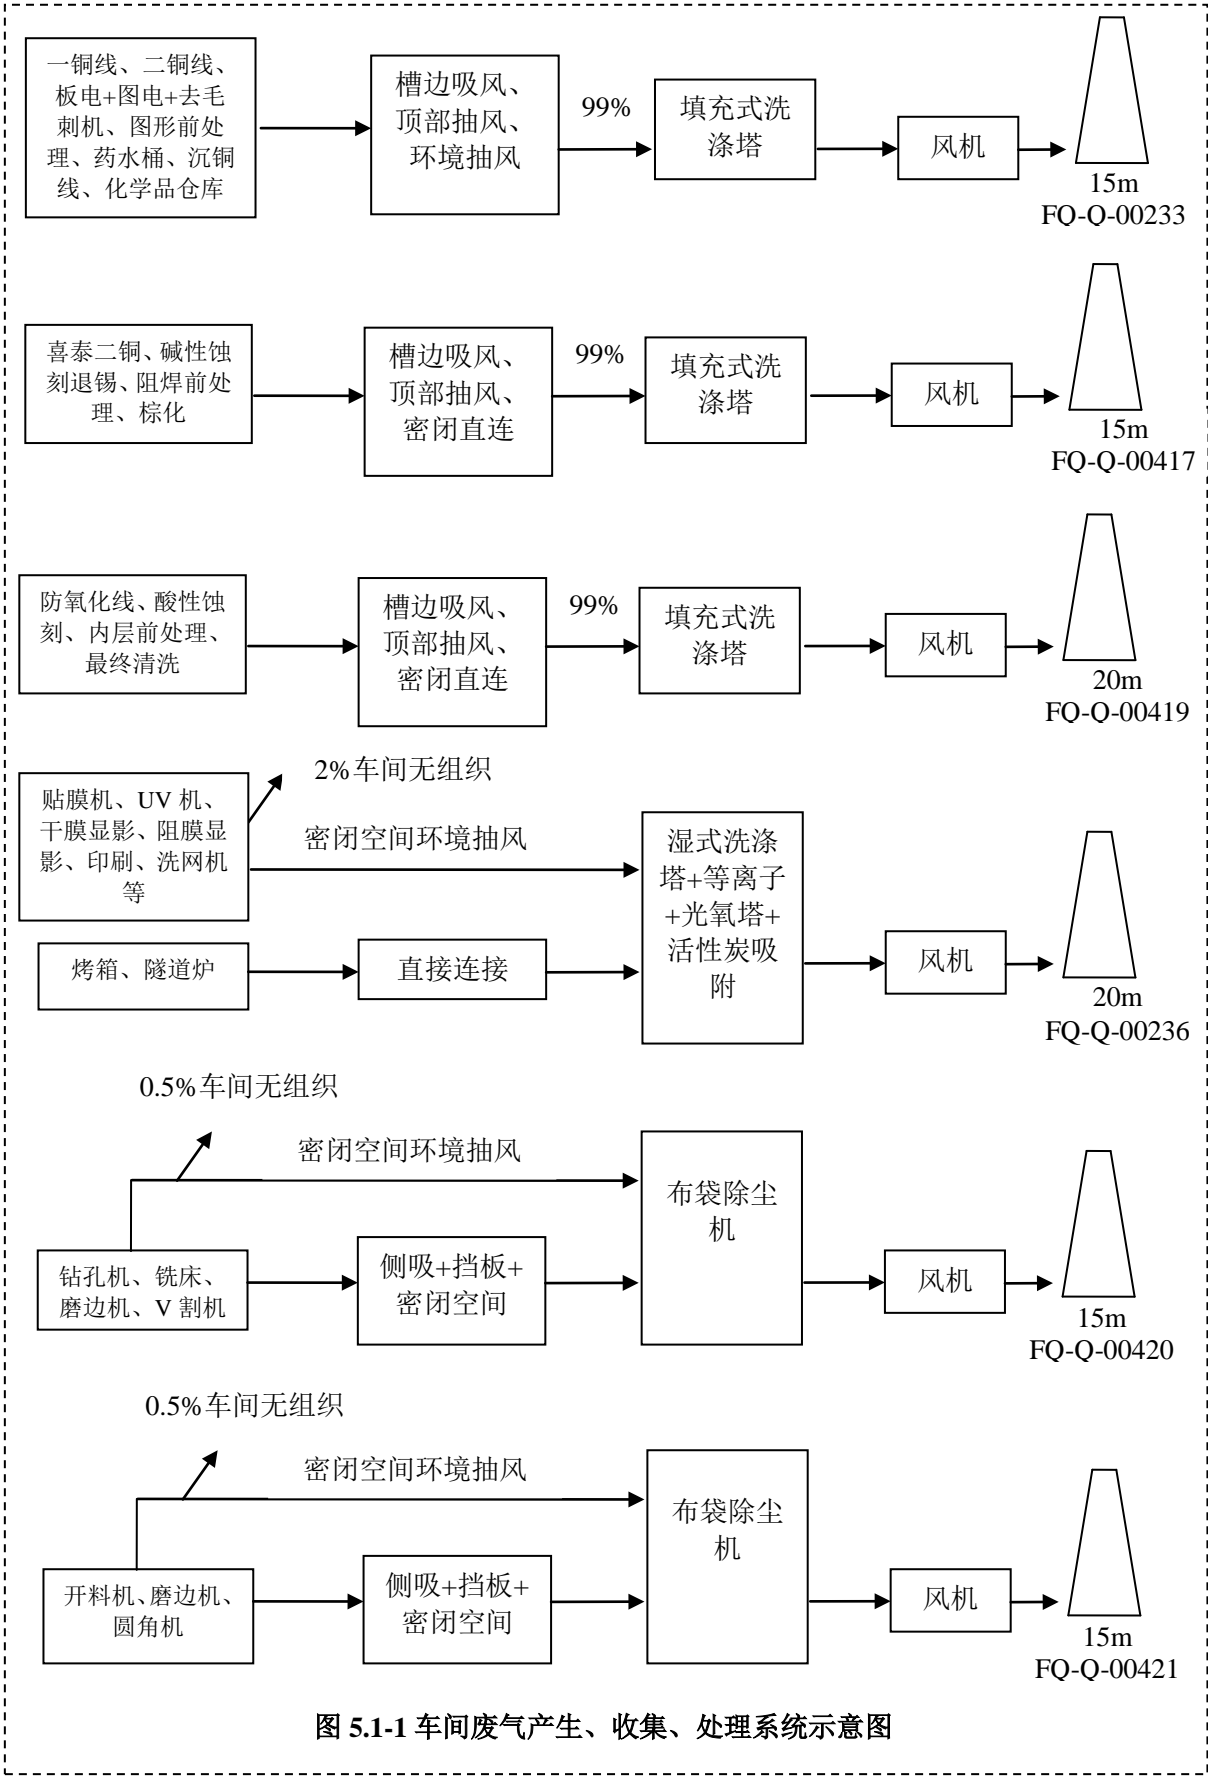 一铜线、二铜线、
板电+图电+去毛
刺机、图形前处
理、药水桶、沉铜
线、化学品仓库
槽边吸风、
顶部抽风、
环境抽风
99%
填充式洗
涤塔
风机
15m
FQ-Q-00233
喜泰二铜、碱性蚀
刻退锡、阻焊前处
理、棕化
槽边吸风、
顶部抽风、
密闭直连
99%
填充式洗
涤塔
风机
15m
FQ-Q-00417
防氧化线、酸性蚀
刻、内层前处理、
最终清洗
槽边吸风、
顶部抽风、
密闭直连
99%
填充式洗
涤塔
风机
20m
FQ-Q-00419
2%车间无组织
贴膜机、UV 机、
干膜显影、阻膜显
影、印刷、洗网机
等
密闭空间环境抽风
烤箱、隧道炉
直接连接
湿式洗涤
塔+等离子
+光氧塔+
活性炭吸
附
风机
20m
FQ-Q-00236
0.5%车间无组织
密闭空间环境抽风
钻孔机、铣床、
磨边机、V 割机
侧吸+挡板+
密闭空间
布袋除尘
机
风机
15m
FQ-Q-00420
0.5%车间无组织
密闭空间环境抽风
开料机、磨边机、
圆角机
侧吸+挡板+
密闭空间
布袋除尘
机
风机
15m
FQ-Q-00421
图 5.1-1 车间废气产生、收集、处理系统示意图